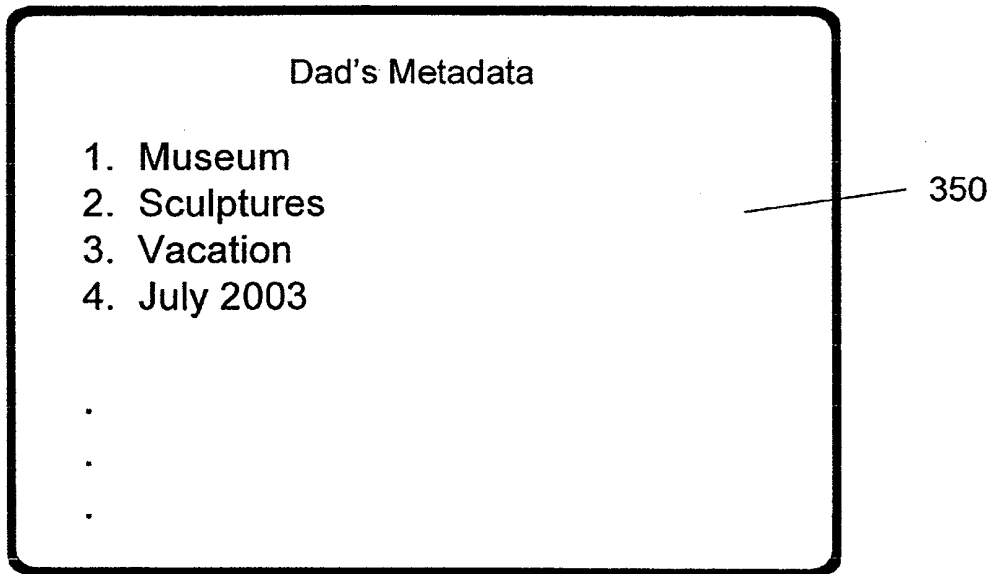 Dad's Metadata
1. Museum
2. Sculptures
3. Vacation
4. July 2003
.
.
.
350